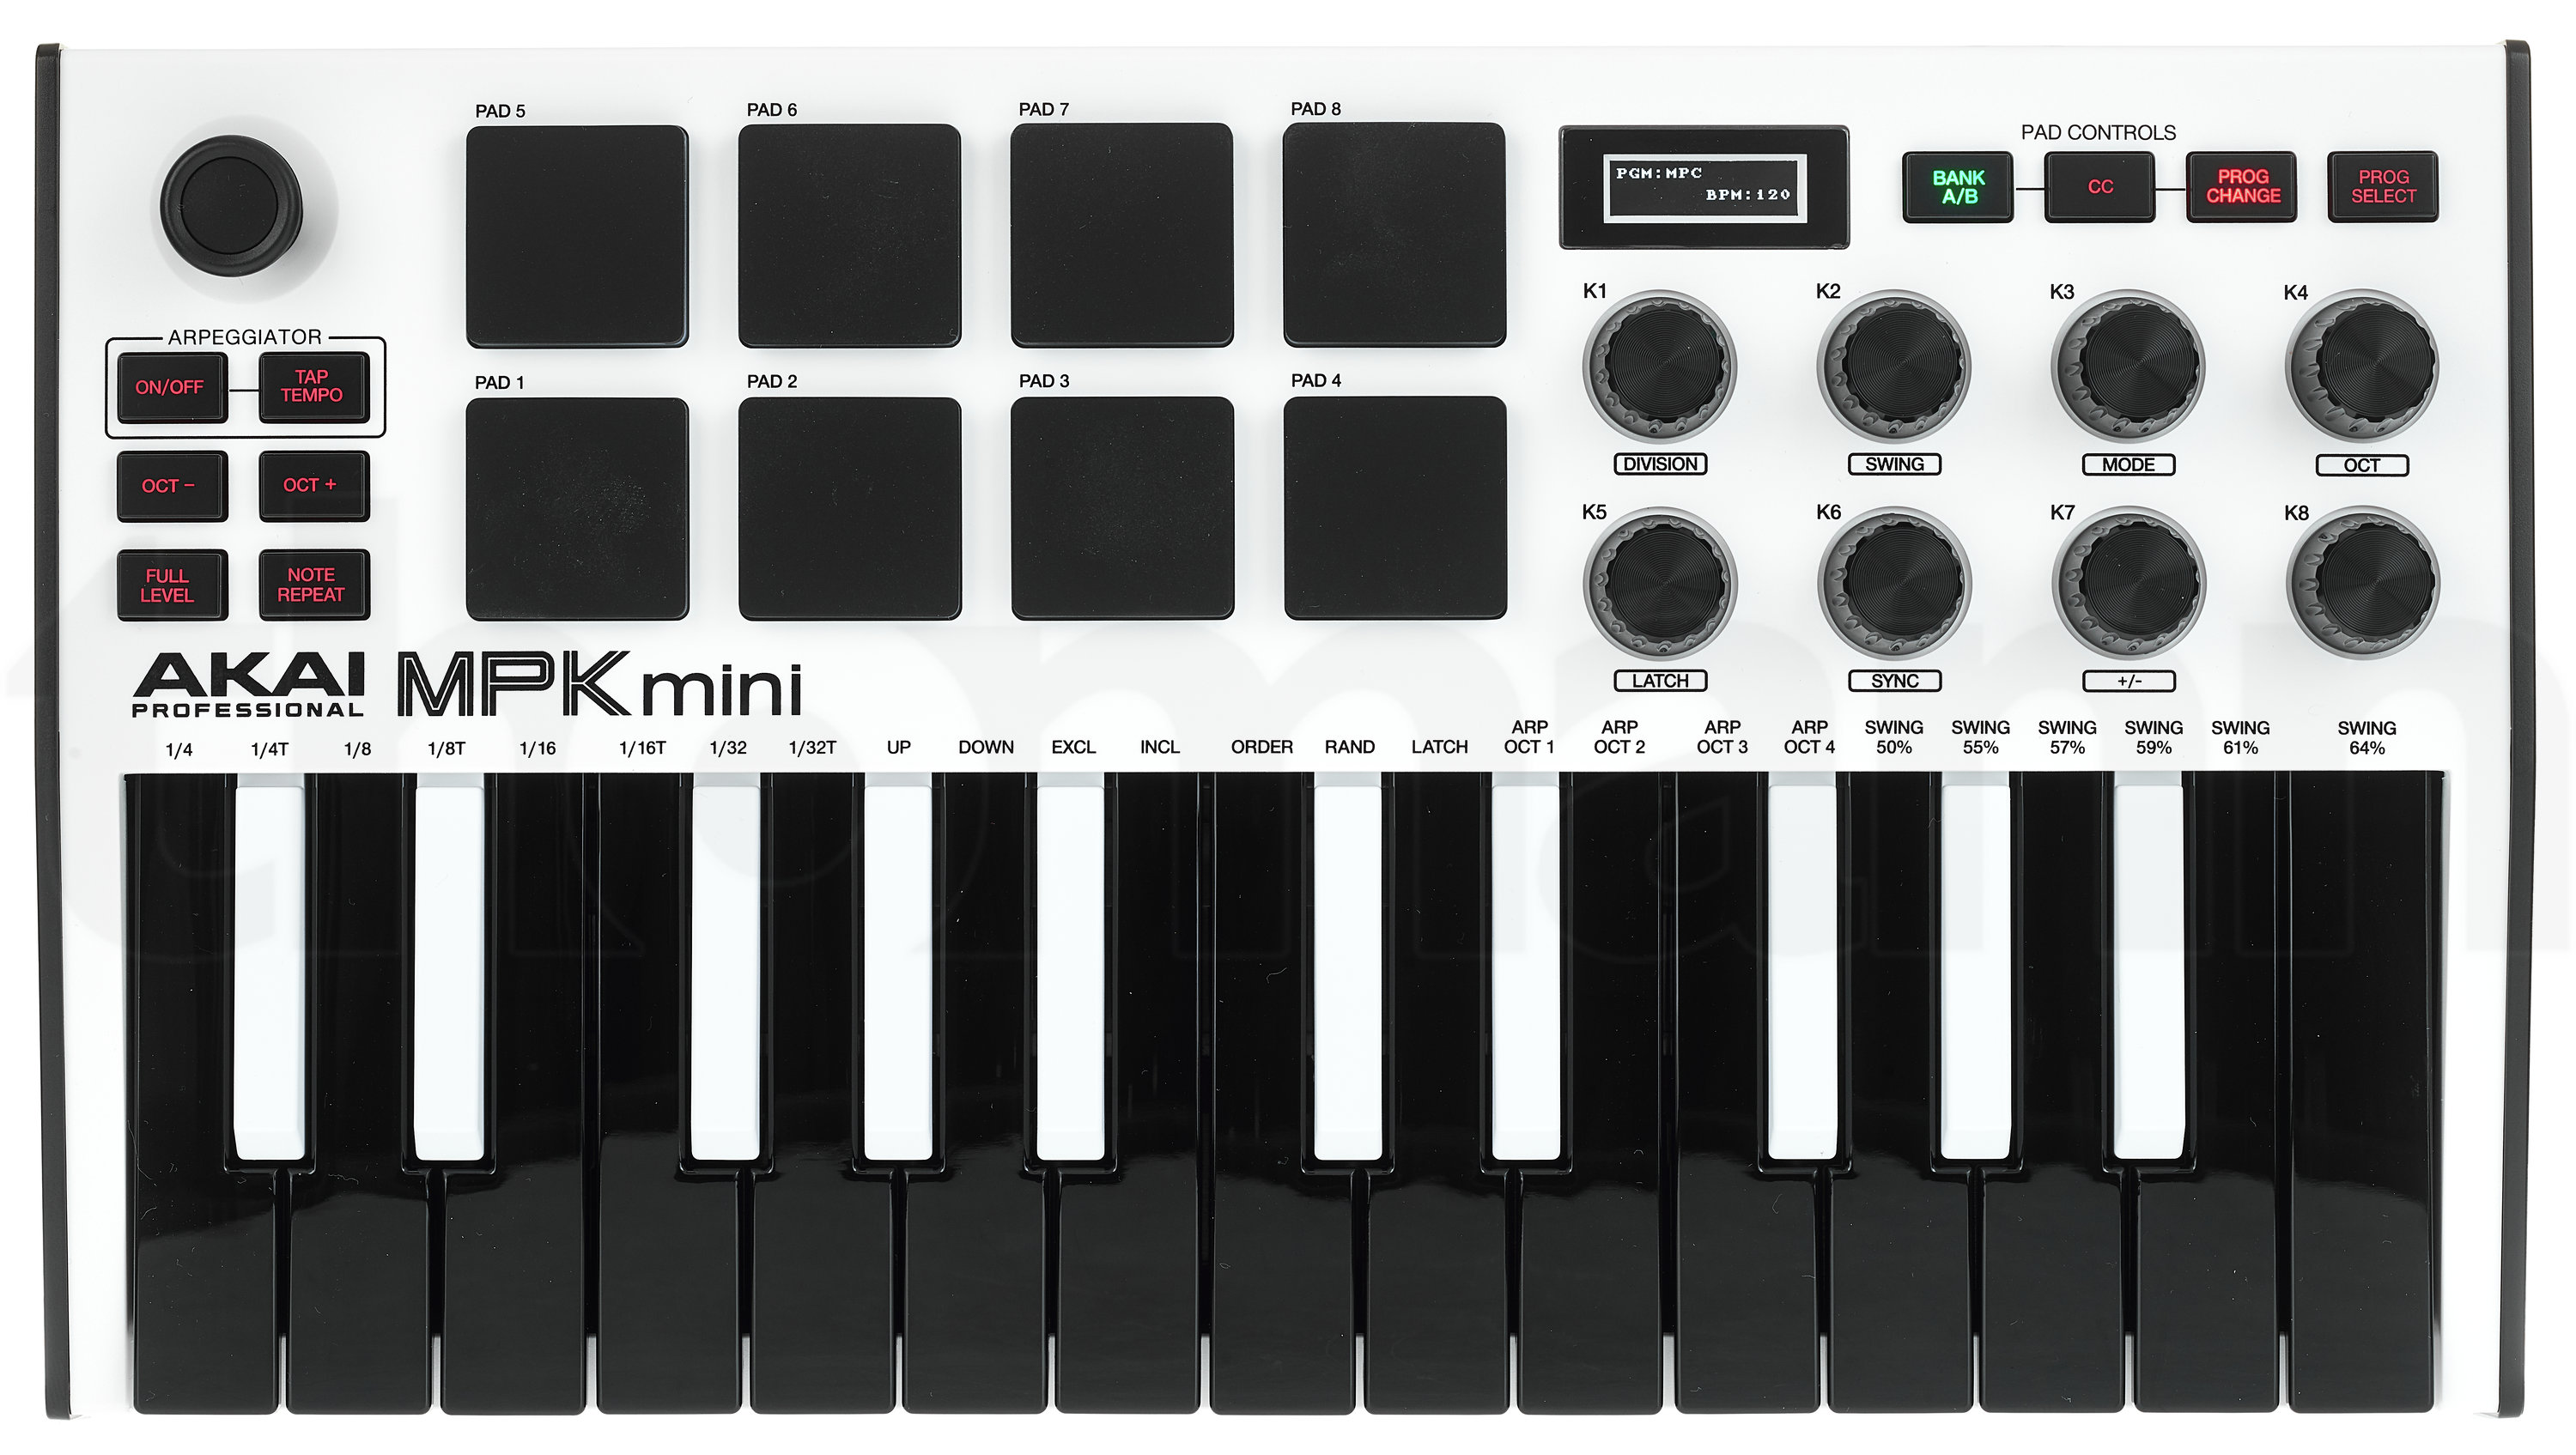 PAD 5
PAD 6
PAD 7
PAD 8
PGM:MPC
BPM:120
PAD CONTROLS
BANK
A/B
CC
PROG
CHANGE
PROG
SELECT
K1
K2
K3
K4
ARPEGGIATOR
ON/OFF
TAP
TEMPO
PAD 1
PAD 2
PAD 3
PAD 4
DIVISION
SWING
MODE
OCT
OCT −
OCT +
K5
K6
K7
K8
FULL
LEVEL
NOTE
REPEAT
LATCH
SYNC
+/-
AKAI
PROFESSIONAL
MPK mini
1/4
1/4T
1/8
1/8T
1/16
1/16T
1/32
1/32T
UP
DOWN
EXCL
INCL
ORDER
RAND
LATCH
ARP
OCT 1
ARP
OCT 2
ARP
OCT 3
ARP
OCT 4
SWING
50%
SWING
55%
SWING
57%
SWING
59%
SWING
61%
SWING
64%
thomann